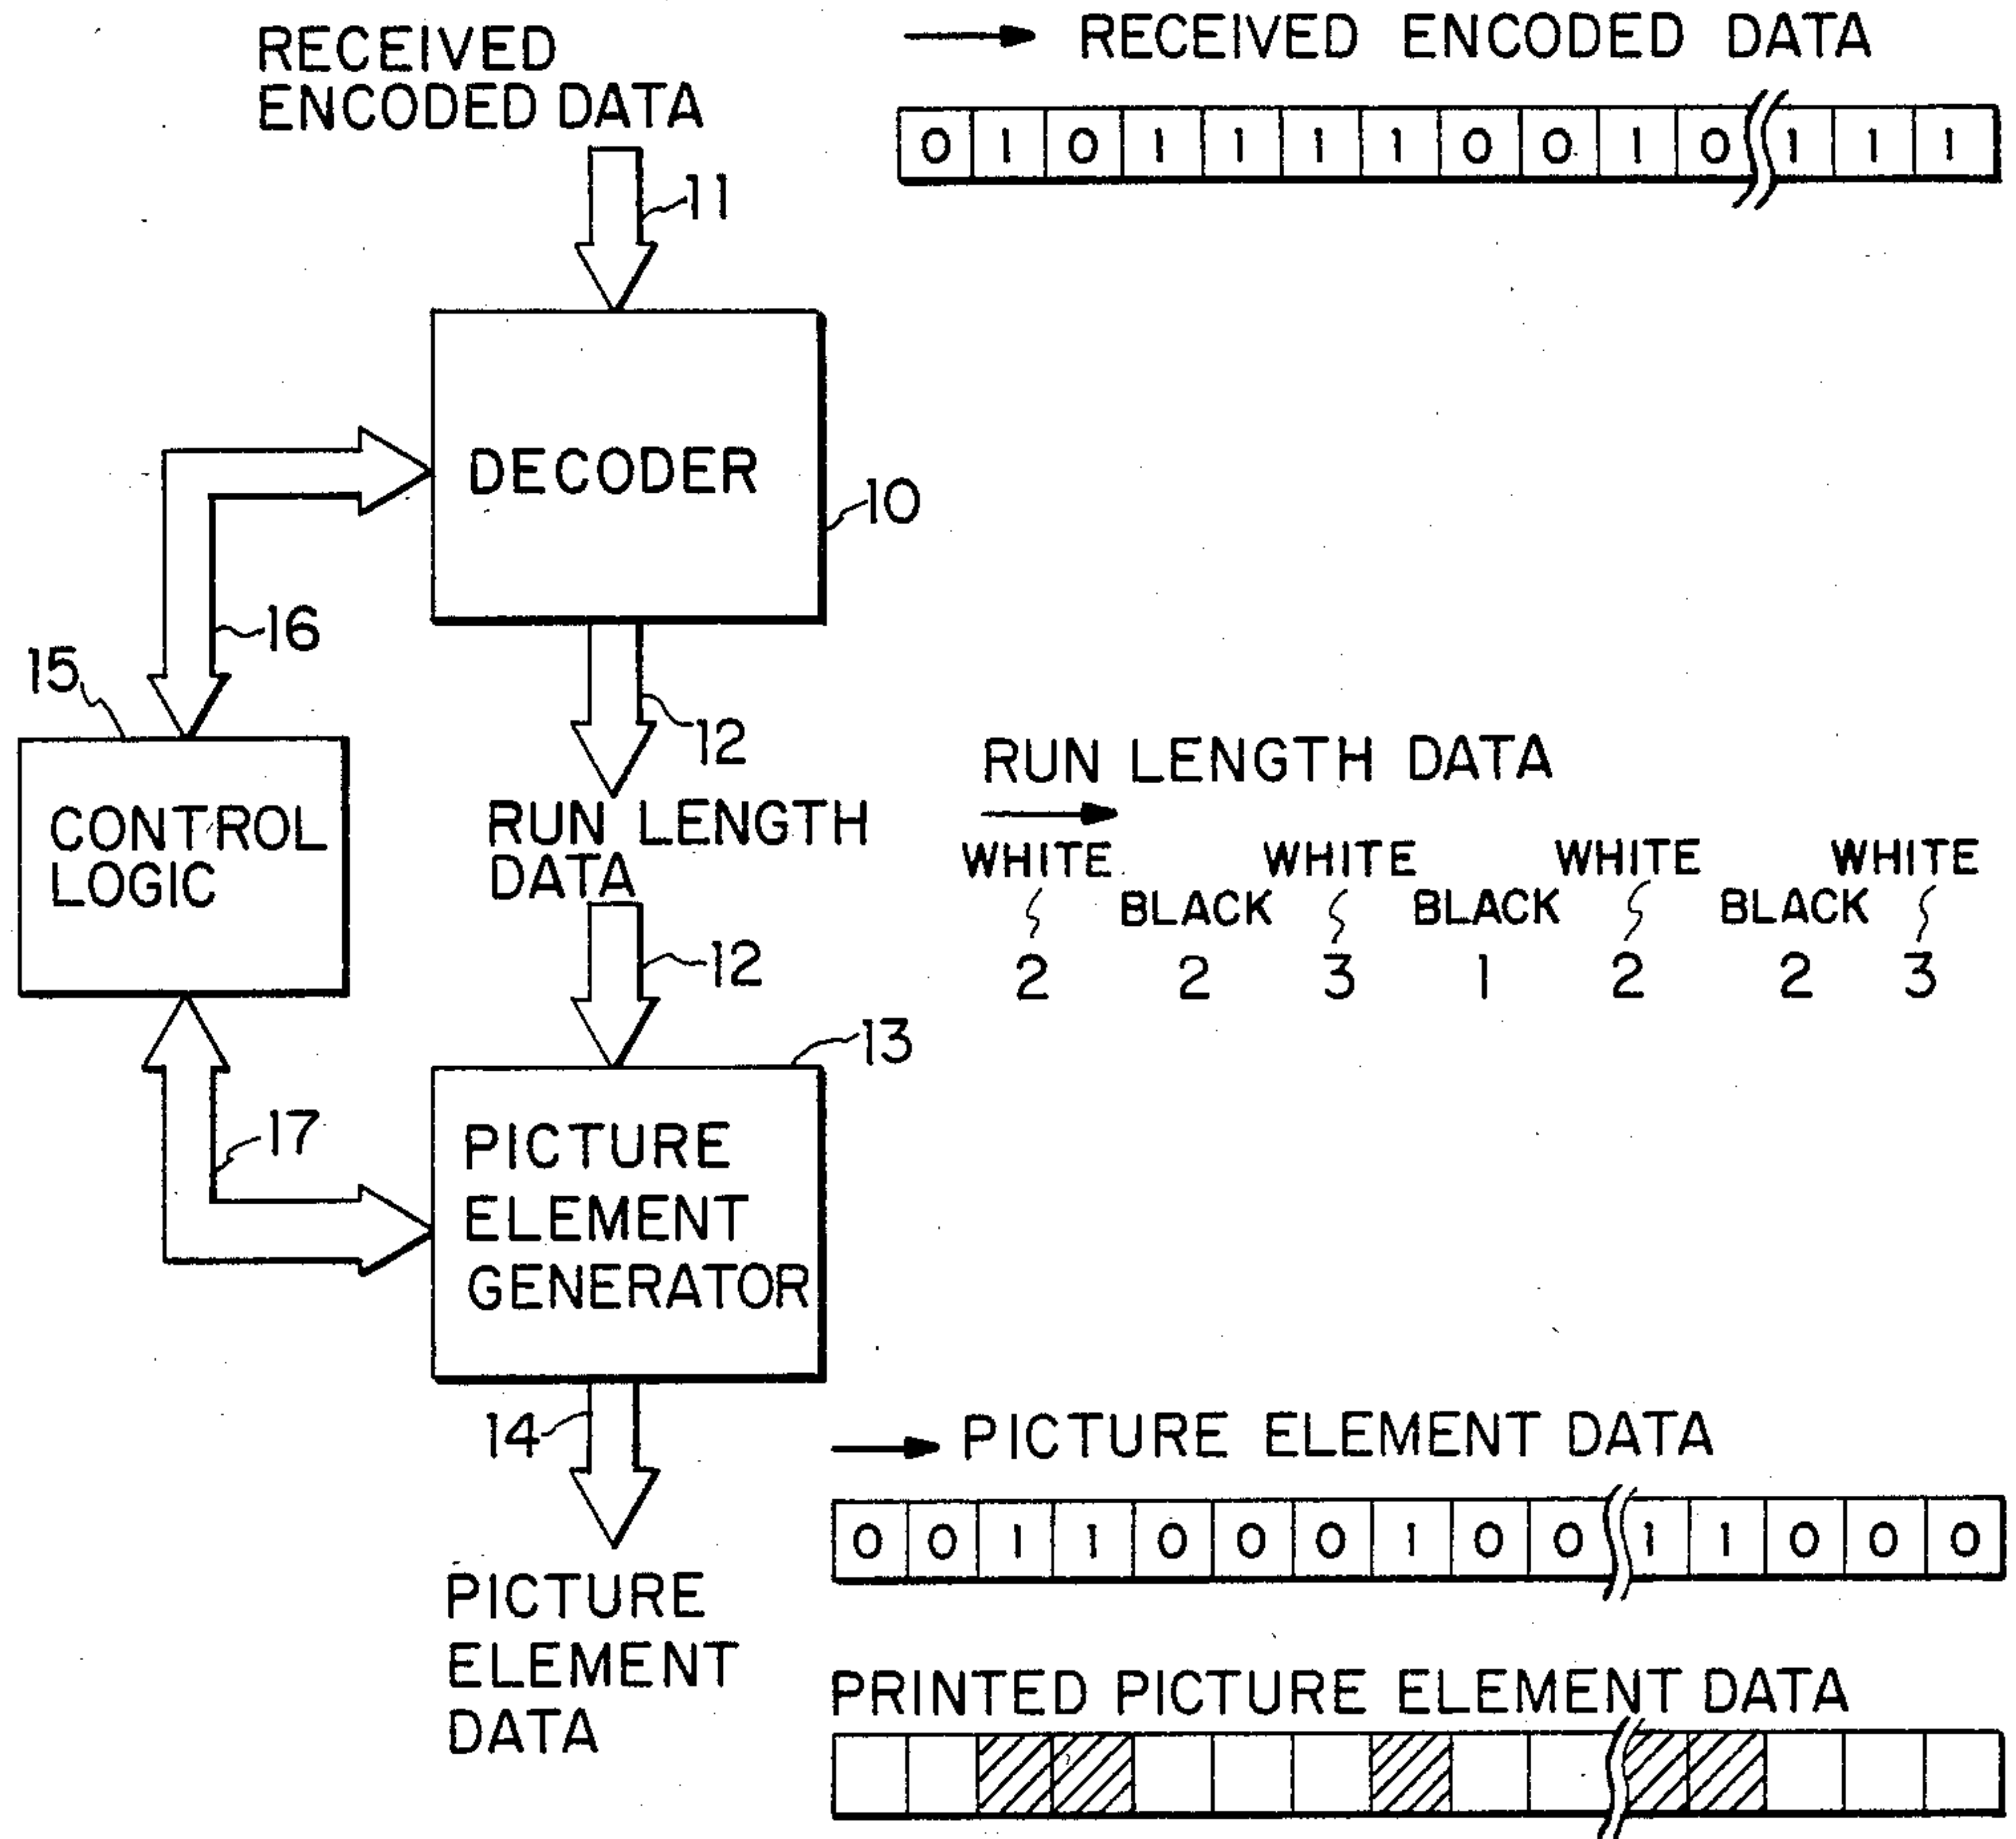 RECEIVED
ENCODED DATA
11
DECODER
10
16
15
12
CONTROL
LOGIC
RUN LENGTH
DATA
12
13
17
PICTURE
ELEMENT
GENERATOR
14
PICTURE
ELEMENT
DATA
RECEIVED ENCODED DATA
0 1 0 1 1 1 1 0 0 1 0 1 1 1
RUN LENGTH DATA
WHITE BLACK WHITE BLACK WHITE BLACK WHITE
2 2 3 1 2 2 3
PICTURE ELEMENT DATA
0 0 1 1 0 0 0 1 0 0 1 1 0 0 0
PRINTED PICTURE ELEMENT DATA